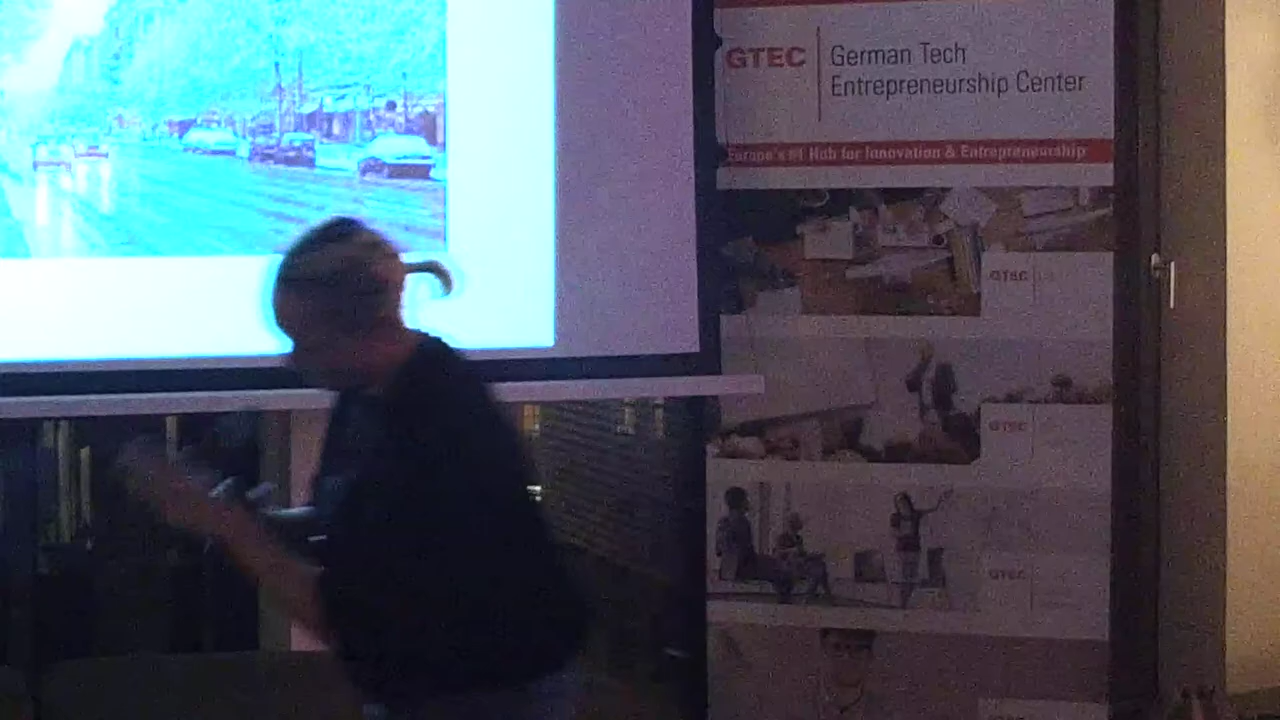 GTEC
German Tech
Entrepreneurship Center
Europe's #1 Hub for Innovation & Entrepreneurship
GTEC
GTEC
GTEC